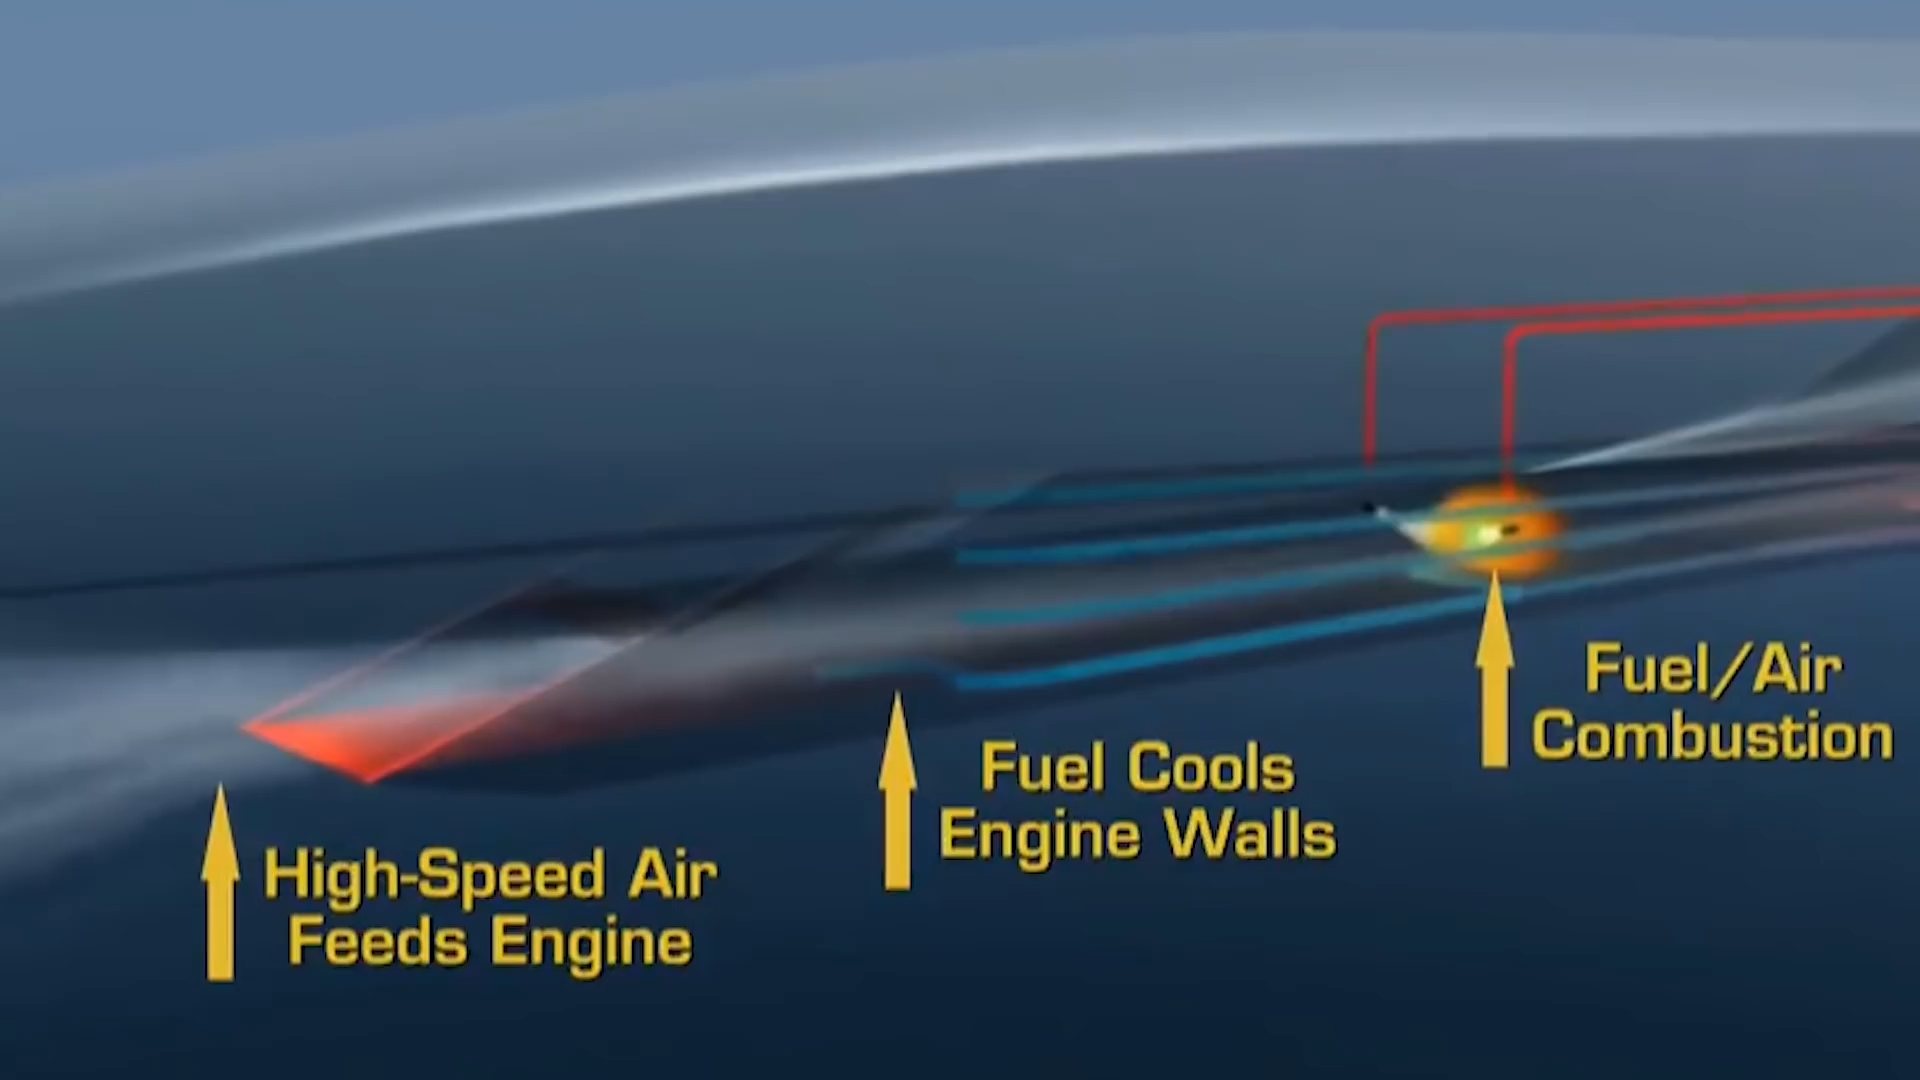 High-Speed Air
Feeds Engine
Fuel Cools
Engine Walls
Fuel/Air
Combustion